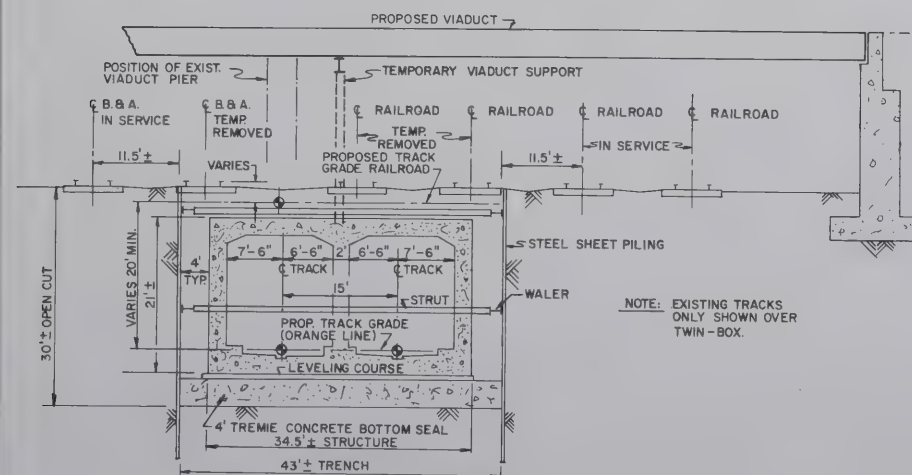 PROPOSED VIADUCT
POSITION OF EXIST.
VIADUCT PIER
TEMPORARY VIADUCT SUPPORT
℄ B. & A.
IN SERVICE
℄ B. & A.
TEMP.
REMOVED
℄ RAILROAD
℄ RAILROAD
℄ RAILROAD
℄ RAILROAD
TEMP.
REMOVED
IN SERVICE
11.5'±
VARIES
PROPOSED TRACK
GRADE RAILROAD
11.5'±
STEEL SHEET PILING
7'-6"
6'-6"
2'
6'-6"
7'-6"
4'
TYP.
℄ TRACK
℄ TRACK
15'
STRUT
WALER
30'± OPEN CUT
VARIES 20' MIN.
21'±
PROP. TRACK GRADE
(ORANGE LINE)
LEVELING COURSE
NOTE: EXISTING TRACKS
ONLY SHOWN OVER
TWIN-BOX.
4' TREMIE CONCRETE BOTTOM SEAL
34.5'± STRUCTURE
43'± TRENCH